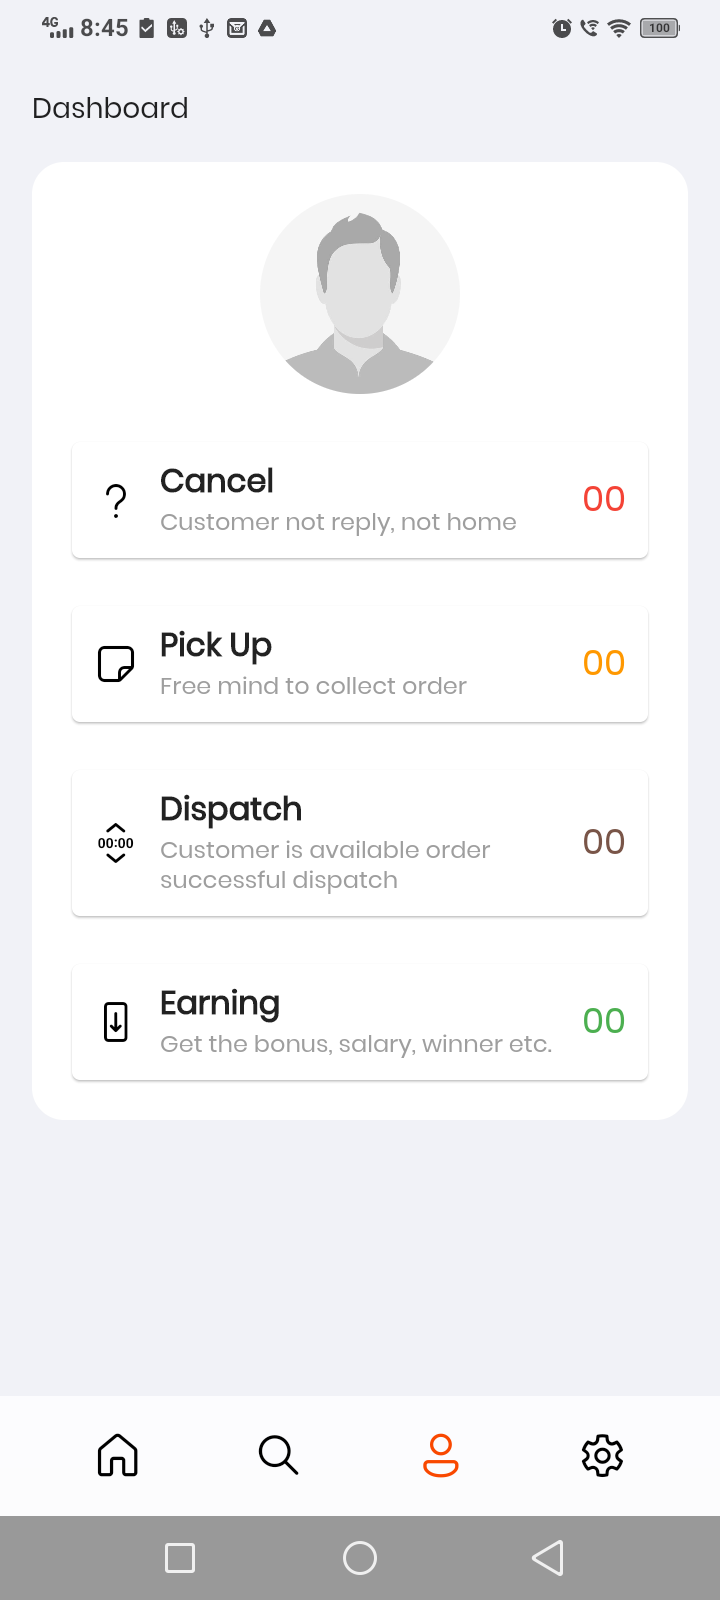 4G 8:45 100
Dashboard
Cancel
Customer not reply, not home
00
Pick Up
Free mind to collect order
00
00:00
Dispatch
Customer is available order
successful dispatch
00
Earning
Get the bonus, salary, winner etc.
00